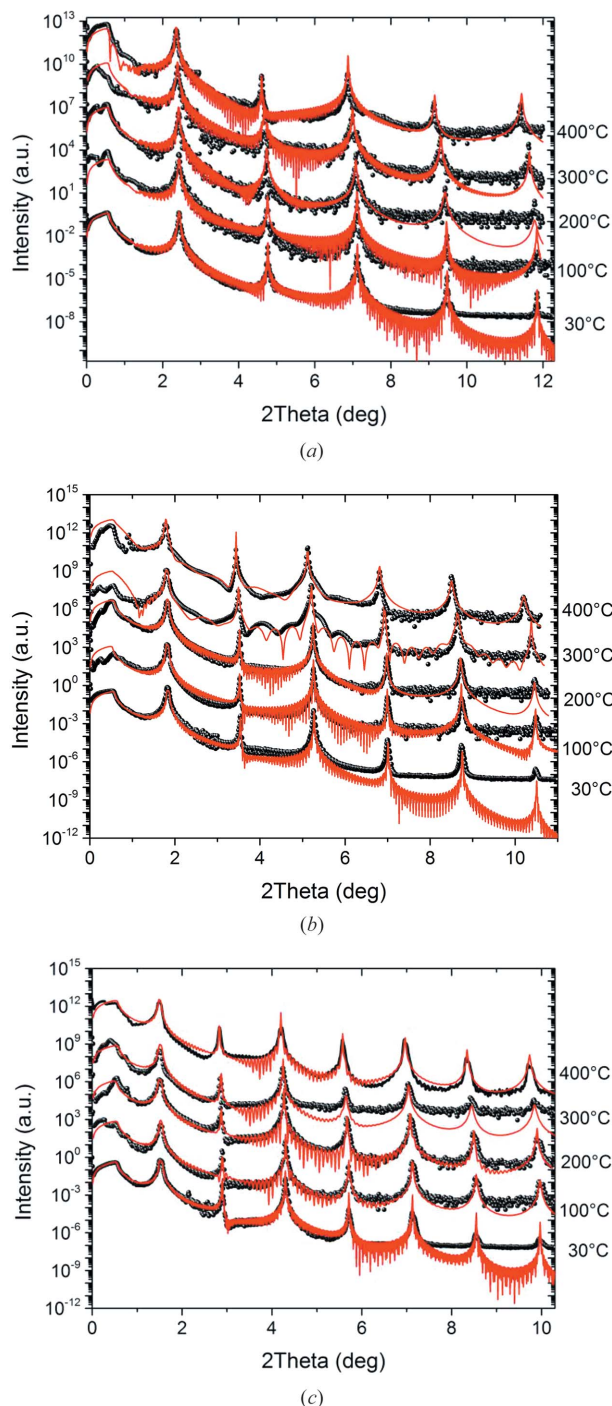 10^13
10^10
10^7
10^4
10^1
10^-2
10^-5
10^-8
Intensity (a.u.)
400°C
300°C
200°C
100°C
30°C
0 2 4 6 8 10 12
2Theta (deg)
(a)
10^15
10^12
10^9
10^6
10^3
10^0
10^-3
10^-6
10^-9
10^-12
Intensity (a.u.)
400°C
300°C
200°C
100°C
30°C
0 2 4 6 8 10
2Theta (deg)
(b)
10^15
10^12
10^9
10^6
10^3
10^0
10^-3
10^-6
10^-9
10^-12
Intensity (a.u.)
400°C
300°C
200°C
100°C
30°C
0 2 4 6 8 10
2Theta (deg)
(c)